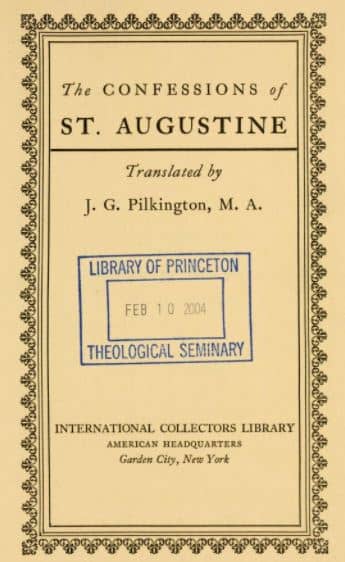 The CONFESSIONS of
ST. AUGUSTINE
Translated by
J. G. Pilkington, M. A.
LIBRARY OF PRINCETON
FEB 10 2004
THEOLOGICAL SEMINARY
INTERNATIONAL COLLECTORS LIBRARY
AMERICAN HEADQUARTERS
Garden City, New York